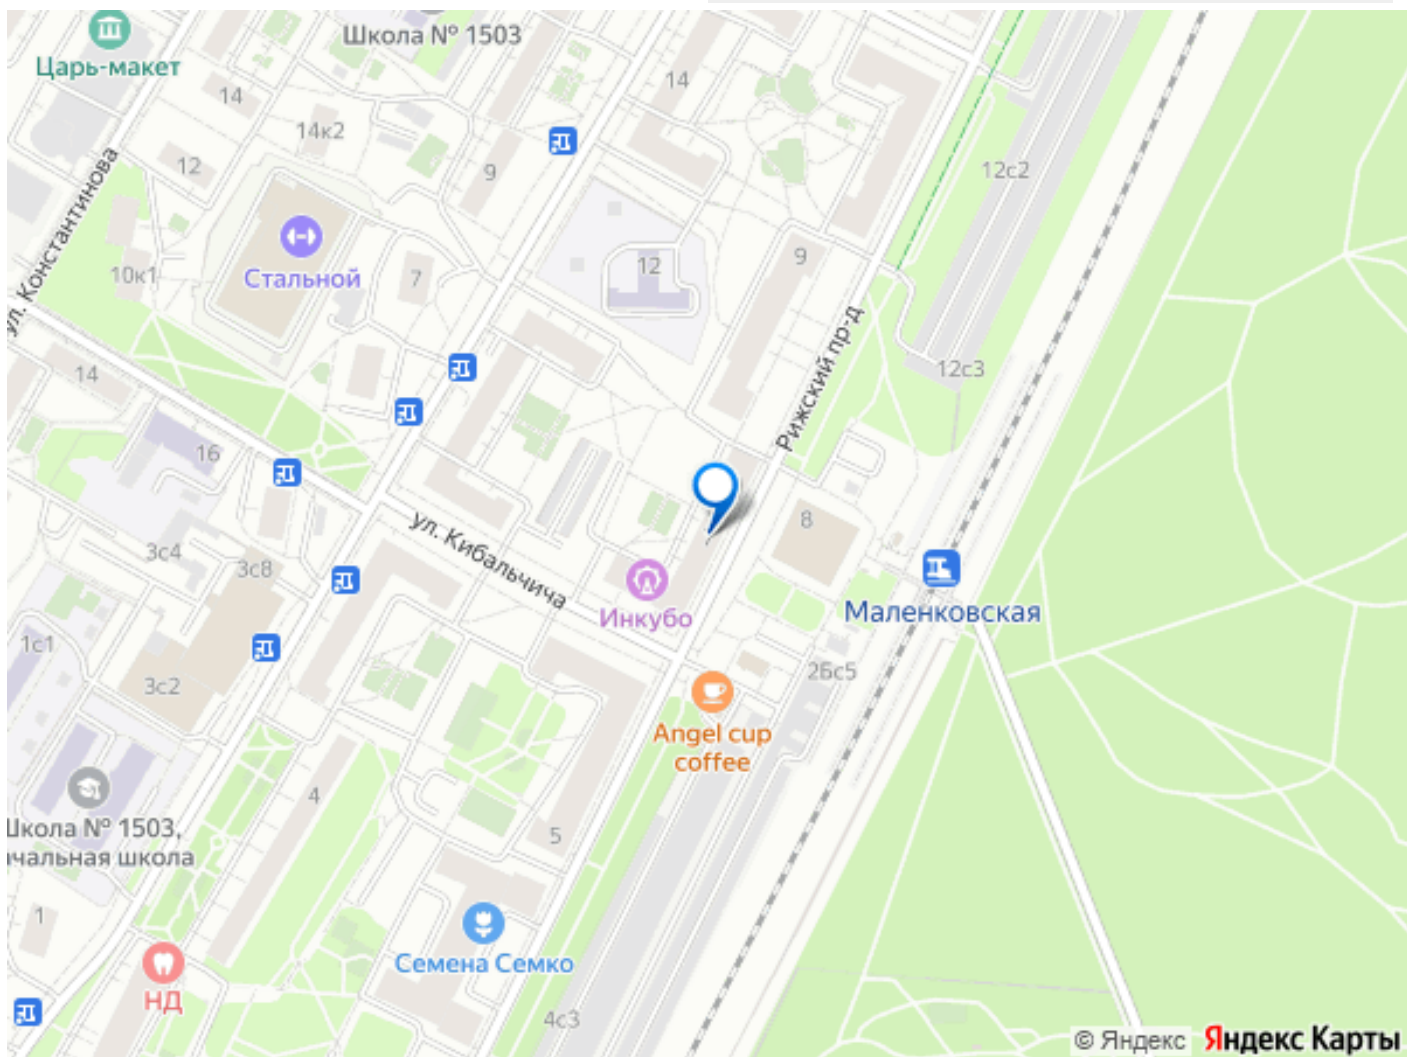 Школа № 1503
Царь-макет
14
14
14к2
12
9
12с2
ул. Константинова
10к1
Стальной
7
12
9
Рижский пр-д
12с3
14
16
8
ул. Кибальчича
3с4
3с8
Инкубо
Маленковская
1с1
3с2
26с5
Angel cup
coffee
4
5
Школа № 1503,
начальная школа
1
Семена Семко
НД
4с3
© Яндекс Яндекс Карты